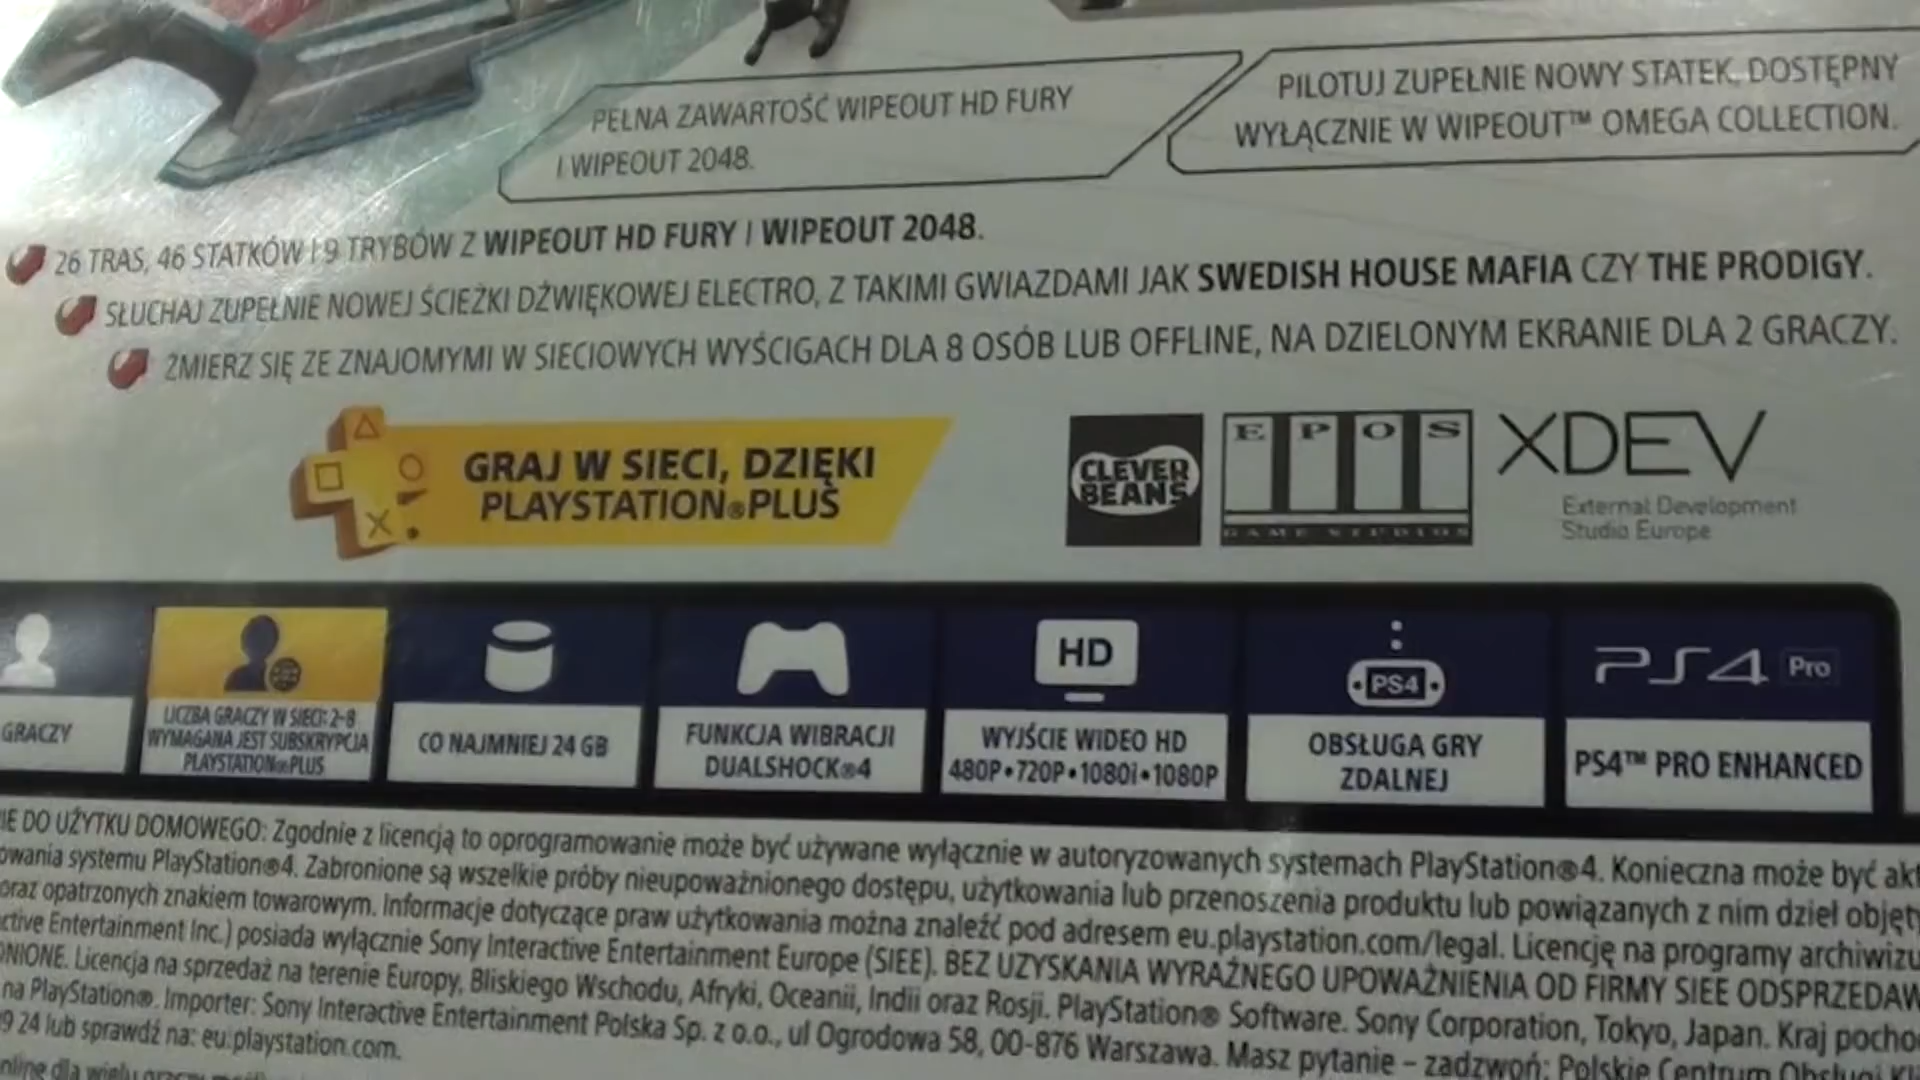 PEŁNA ZAWARTOŚĆ WIPEOUT HD FURY
I WIPEOUT 2048.
PILOTUJ ZUPEŁNIE NOWY STATEK, DOSTĘPNY
WYŁĄCZNIE W WIPEOUT™ OMEGA COLLECTION.
26 TRAS, 46 STATKÓW I 9 TRYBÓW Z WIPEOUT HD FURY I WIPEOUT 2048.
SŁUCHAJ ZUPEŁNIE NOWEJ ŚCIEŻKI DŹWIĘKOWEJ ELECTRO, Z TAKIMI GWIAZDAMI JAK SWEDISH HOUSE MAFIA CZY THE PRODIGY.
ZMIERZ SIĘ ZE ZNAJOMYMI W SIECIOWYCH WYŚCIGACH DLA 8 OSÓB LUB OFFLINE, NA DZIELONYM EKRANIE DLA 2 GRACZY.
GRAJ W SIECI, DZIĘKI
PLAYSTATION®PLUS
CLEVER
BEANS
EPOS
GAME STUDIOS
XDEV
External Development
Studio Europe
GRACZY
LICZBA GRACZY W SIECI: 2-8
WYMAGANA JEST SUBSKRYPCJA
PLAYSTATION®PLUS
CO NAJMNIEJ 24 GB
FUNKCJA WIBRACJI
DUALSHOCK®4
HD
WYJŚCIE WIDEO HD
480P•720P•1080i•1080P
PS4
OBSŁUGA GRY
ZDALNEJ
PS4 Pro
PS4™ PRO ENHANCED
DO UŻYTKU DOMOWEGO: Zgodnie z licencją to oprogramowanie może być używane wyłącznie w autoryzowanych systemach PlayStation®4. Konieczna może być
systemu PlayStation®4. Zabronione są wszelkie próby nieupoważnionego dostępu, użytkowania lub przenoszenia produktu lub powiązanych z nim dzieł
oraz opatrzonych znakiem towarowym. Informacje dotyczące praw użytkowania można znaleźć pod adresem eu.playstation.com/legal. Licencję na programy
Entertainment Inc.) posiada wyłącznie Sony Interactive Entertainment Europe (SIEE). BEZ UZYSKANIA WYRAŹNEGO UPOWAŻNIENIA OD FIRMY SIEE
Licencja na sprzedaż na terenie Europy, Bliskiego Wschodu, Afryki, Oceanii, Indii oraz Rosji. PlayStation® Software. Sony Corporation, Tokyo, Japan. Kraj
na PlayStation®. Importer: Sony Interactive Entertainment Polska Sp. z o.o., ul Ogrodowa 58, 00-876 Warszawa. Masz pytanie – zadzwoń: Polskie Centrum Obsługi
24 lub sprawdź na: eu.playstation.com.